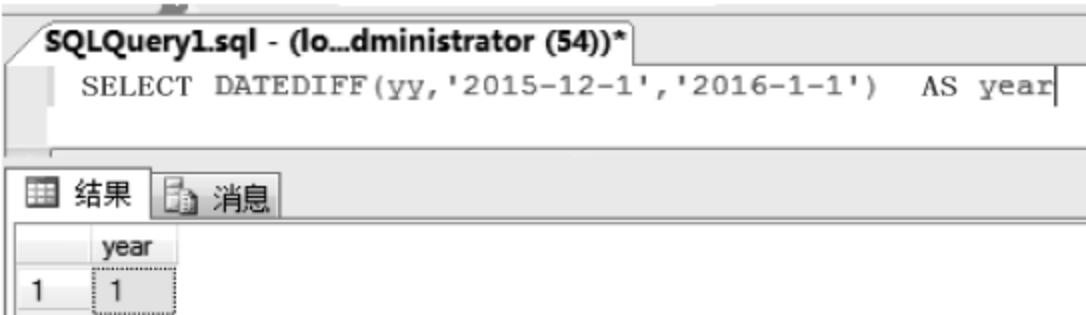 SQLQuery1.sql - (lo...dministrator (54))*
SELECT DATEDIFF(yy,'2015-12-1','2016-1-1') AS year
结果 消息
year
1 1